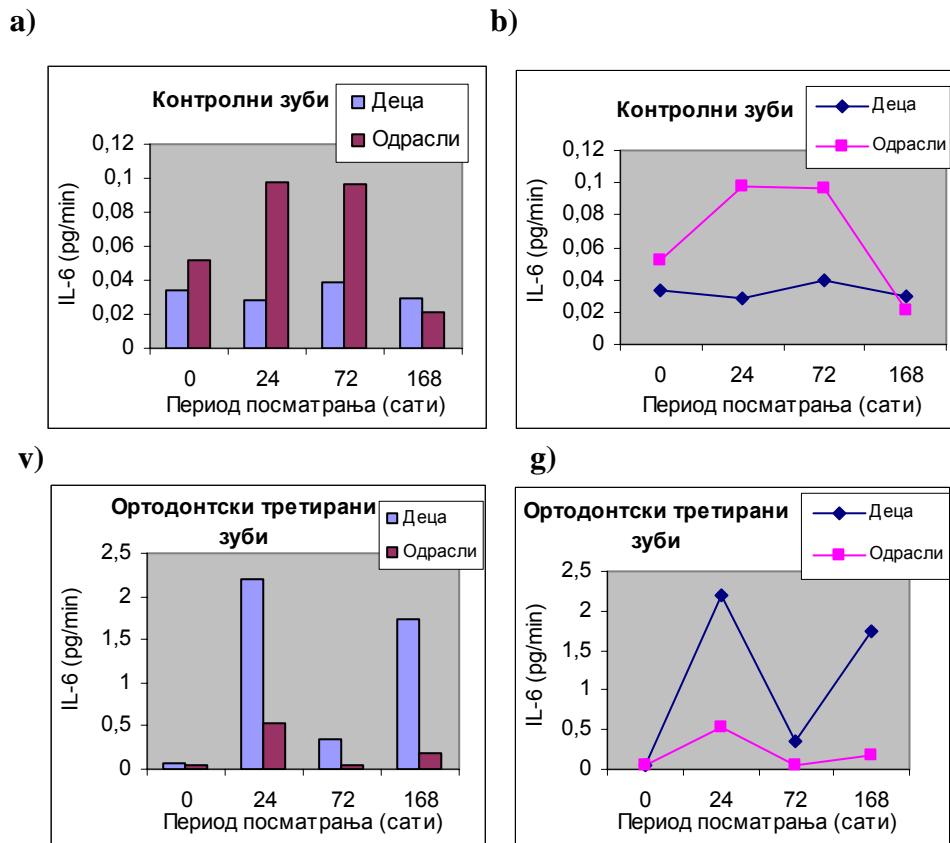 a)
Контролни зуби
Деца
Одрасли
IL-6 (pg/min)
0,12
0,1
0,08
0,06
0,04
0,02
0
0 24 72 168
Период посматрања (сати)
b)
Контролни зуби
Деца
Одрасли
IL-6 (pg/min)
0,12
0,1
0,08
0,06
0,04
0,02
0
0 24 72 168
Период посматрања (сати)
v)
Ортодонтски третирани
зуби
Деца
Одрасли
IL-6 (pg/min)
2,5
2
1,5
1
0,5
0
0 24 72 168
Период посматрања (сати)
g)
Ортодонтски третирани
зуби
Деца
Одрасли
IL-6 (pg/min)
2,5
2
1,5
1
0,5
0
0 24 72 168
Период посматрања (сати)